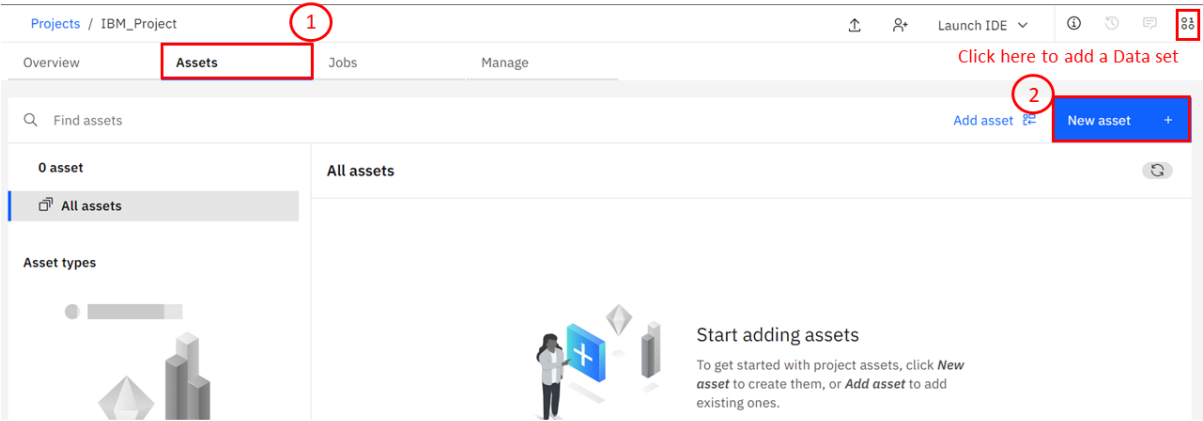 Projects / IBM_Project
1
Launch IDE
Overview
Assets
Jobs
Manage
Click here to add a Data set
2
Find assets
Add asset
New asset +
0 asset
All assets
All assets
Asset types
Start adding assets
To get started with project assets, click New
asset to create them, or Add asset to add
existing ones.